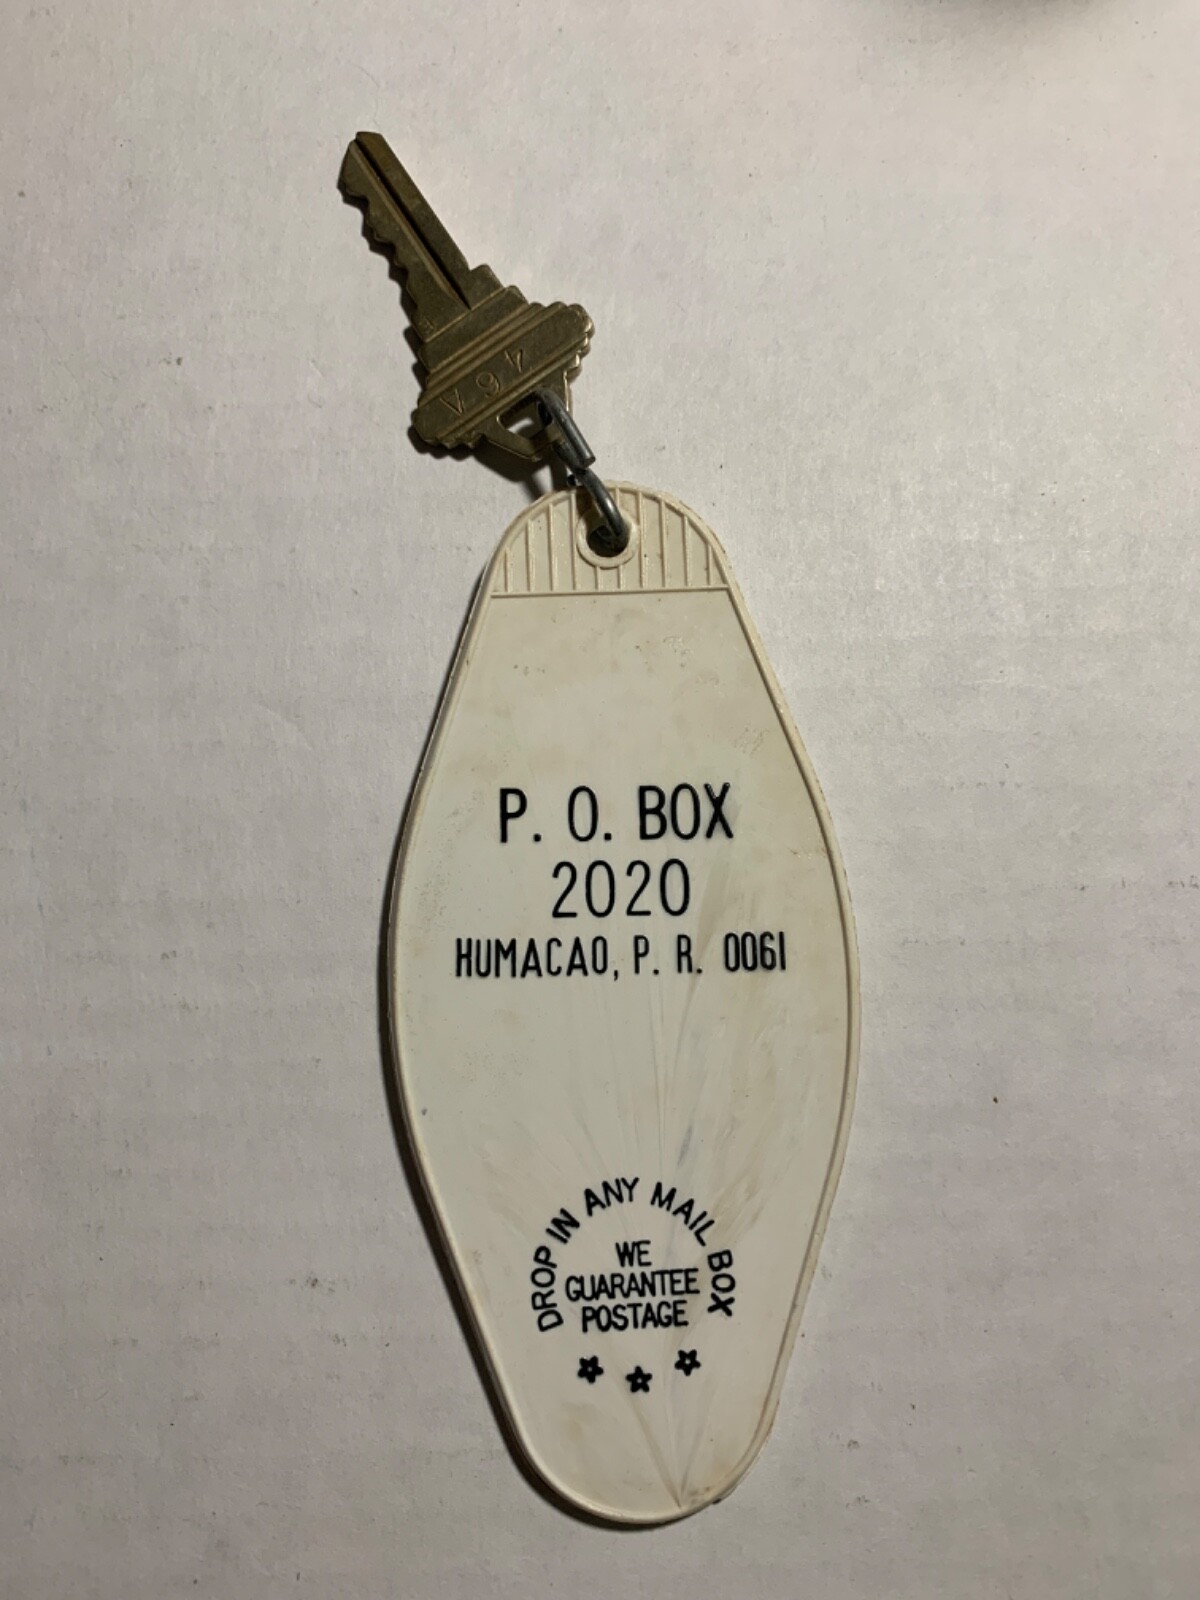 46A
P. O. BOX
2020
HUMACAO, P. R. 0061
DROP IN ANY MAIL BOX
WE
GUARANTEE
POSTAGE